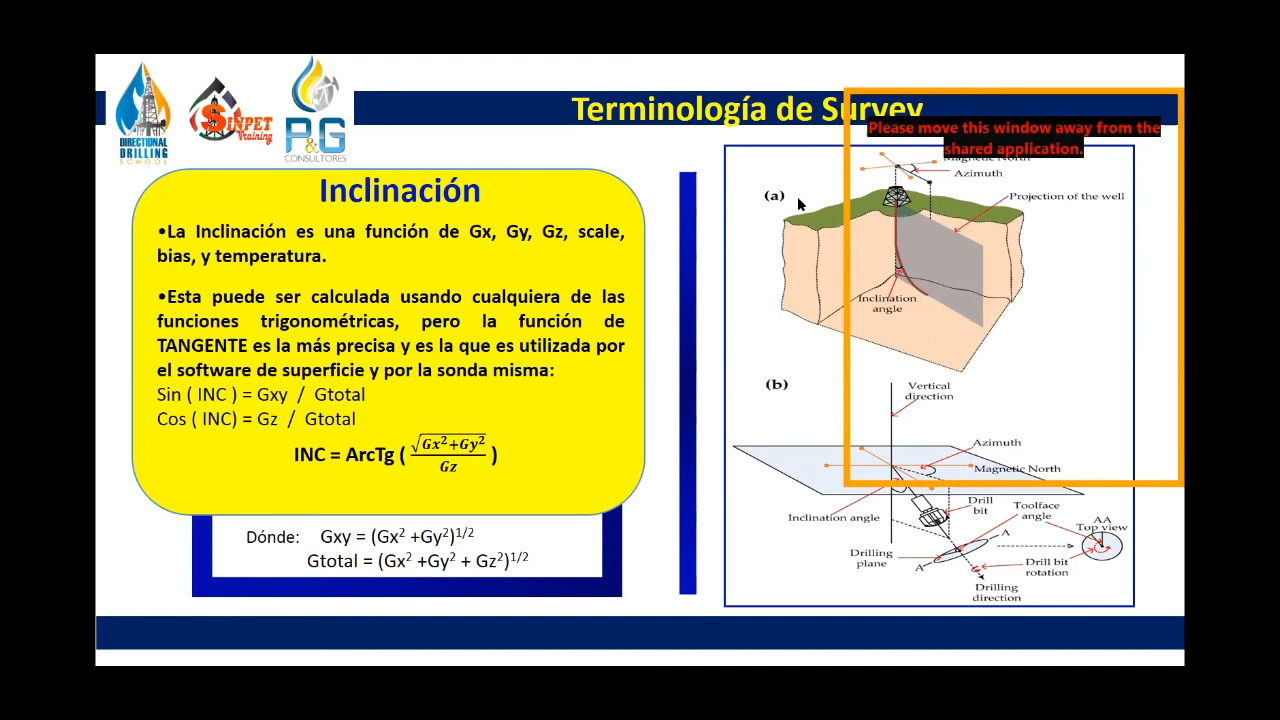 Terminología de Survey
Please move this window away from the
shared application.
DIRECTIONAL
DRILLING
SCHOOL
SINPET
Training
P&G
CONSULTORES
Inclinación
•La Inclinación es una función de Gx, Gy, Gz, scale,
bias, y temperatura.
•Esta puede ser calculada usando cualquiera de las
funciones trigonométricas, pero la función de
TANGENTE es la más precisa y es la que es utilizada por
el software de superficie y por la sonda misma:
Sin ( INC ) = Gxy / Gtotal
Cos ( INC) = Gz / Gtotal
INC = ArcTg ( √(Gx²+Gy²) / Gz )
Dónde: Gxy = (Gx² +Gy²)^1/2
Gtotal = (Gx² +Gy² + Gz²)^1/2
(a)
Magnetic North
Azimuth
Projection of the well
Inclination
angle
(b)
Vertical
direction
Azimuth
Magnetic North
Inclination angle
Drill
bit
Toolface
angle
AA
Top view
A
Drilling
plane
A
Drill bit
rotation
Drilling
direction